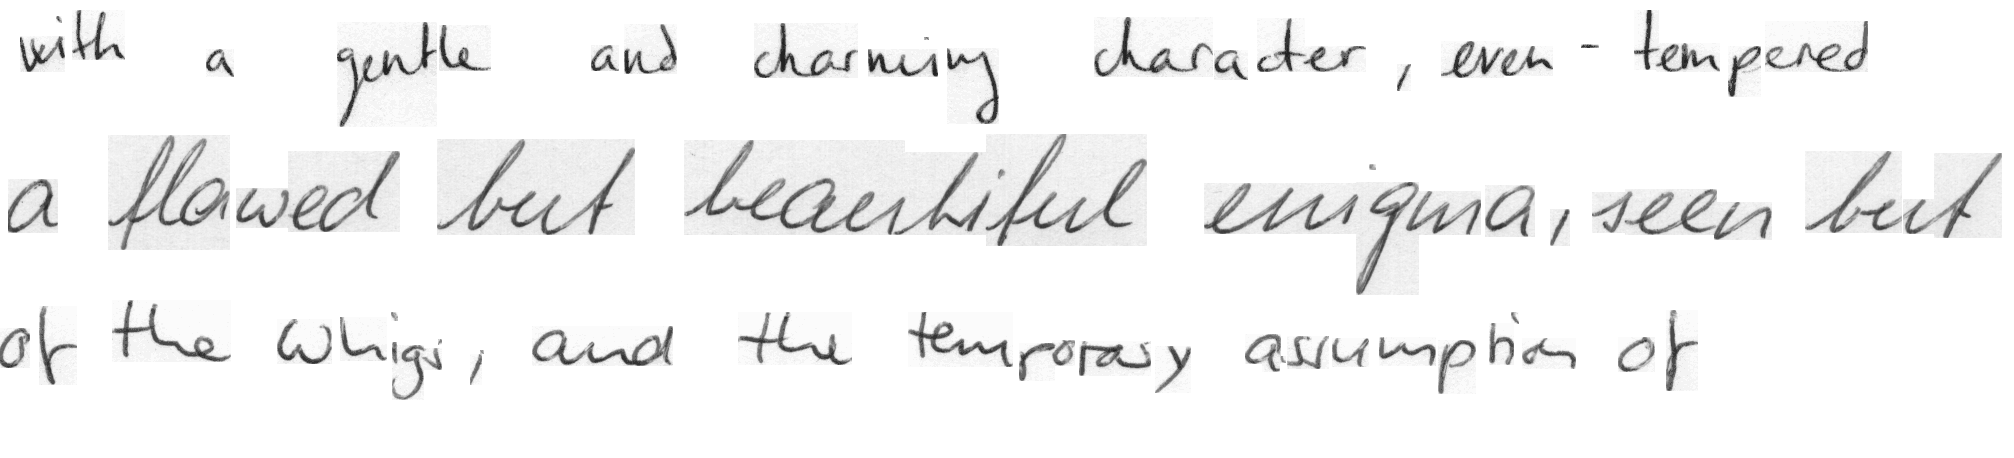 with a gentle and charming character, even-tempered
a flawed but beautiful enigma, seen but
of the Whigs, and the temporary assumption of